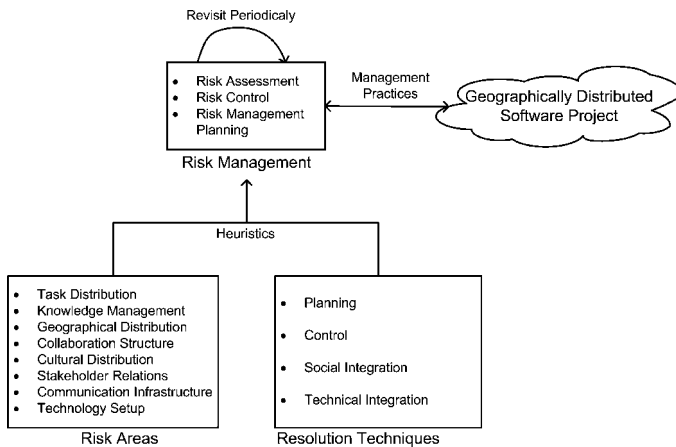 Revisit Periodicaly
• Risk Assessment
• Risk Control
• Risk Management
Planning
Risk Management
Management
Practices
Geographically Distributed
Software Project
Heuristics
• Task Distribution
• Knowledge Management
• Geographical Distribution
• Collaboration Structure
• Cultural Distribution
• Stakeholder Relations
• Communication Infrastructure
• Technology Setup
Risk Areas
• Planning
• Control
• Social Integration
• Technical Integration
Resolution Techniques